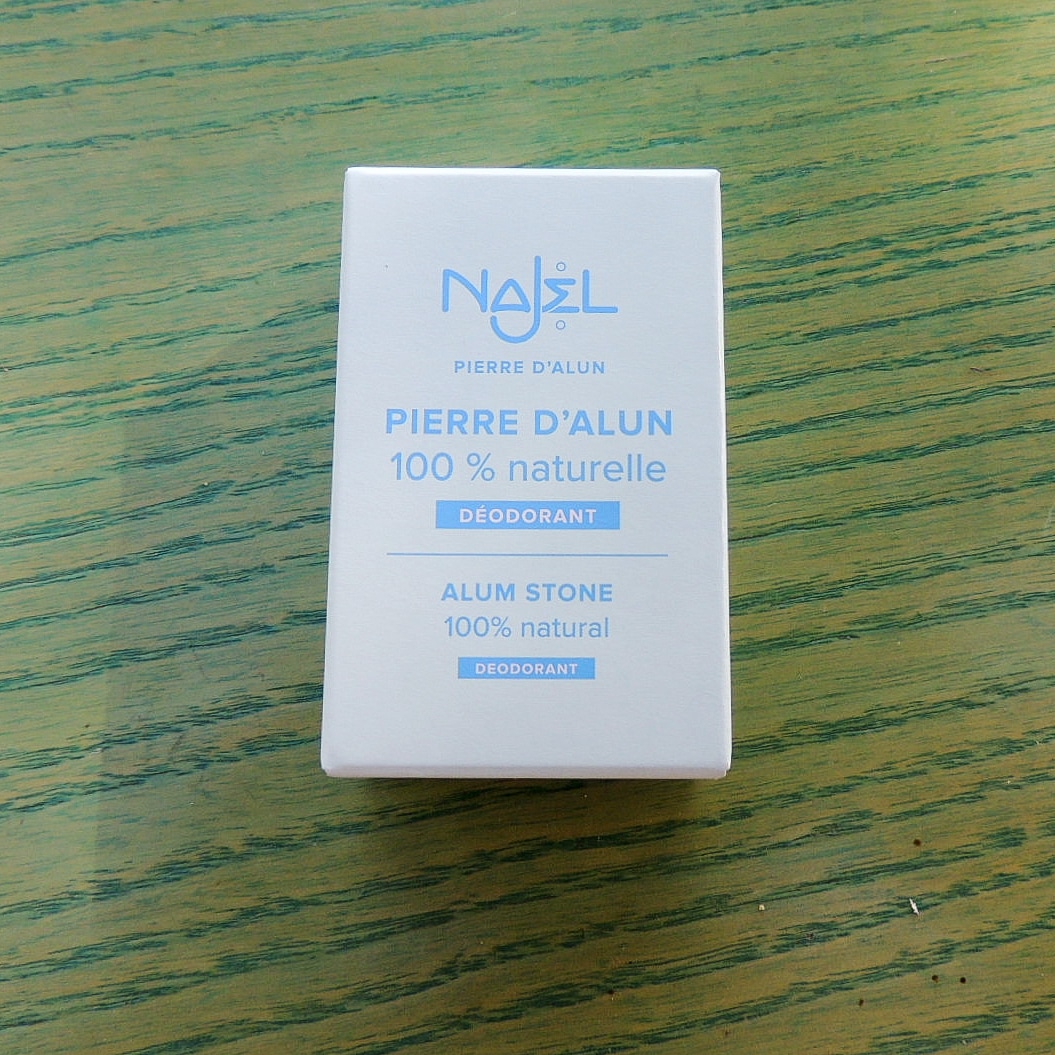 NAJEL
PIERRE D'ALUN
PIERRE D'ALUN
100 % naturelle
DÉODORANT
ALUM STONE
100% natural
DEODORANT